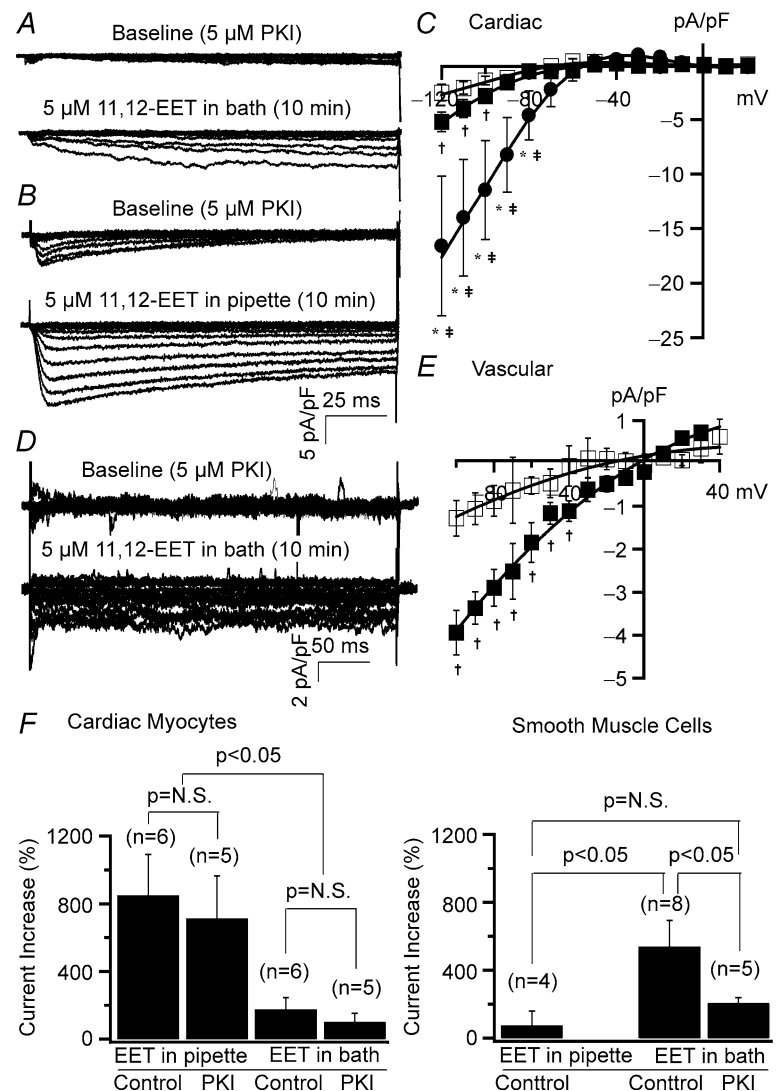 A
Baseline (5 µM PKI)
5 µM 11,12-EET in bath (10 min)
B
Baseline (5 µM PKI)
5 µM 11,12-EET in pipette (10 min)
25 ms
5 pA/pF
C
Cardiac
pA/pF
−120
−80
−40
mV
−5
−10
−15
−20
−25
†
†
†
* ‡
* ‡
* ‡
* ‡
* ‡
D
Baseline (5 µM PKI)
5 µM 11,12-EET in bath (10 min)
50 ms
2 pA/pF
E
Vascular
pA/pF
1
80
40
40 mV
−1
−2
−3
−4
−5
†
†
†
†
†
†
†
F
Cardiac Myocytes
p<0.05
p=N.S.
(n=6)
(n=5)
p=N.S.
(n=6)
(n=5)
Current Increase (%)
1200
800
400
0
EET in pipette
EET in bath
Control
PKI
Control
PKI
Smooth Muscle Cells
p=N.S.
p<0.05
p<0.05
(n=8)
(n=4)
(n=5)
Current Increase (%)
1200
800
400
0
EET in pipette
EET in bath
Control
Conttrol
PKI